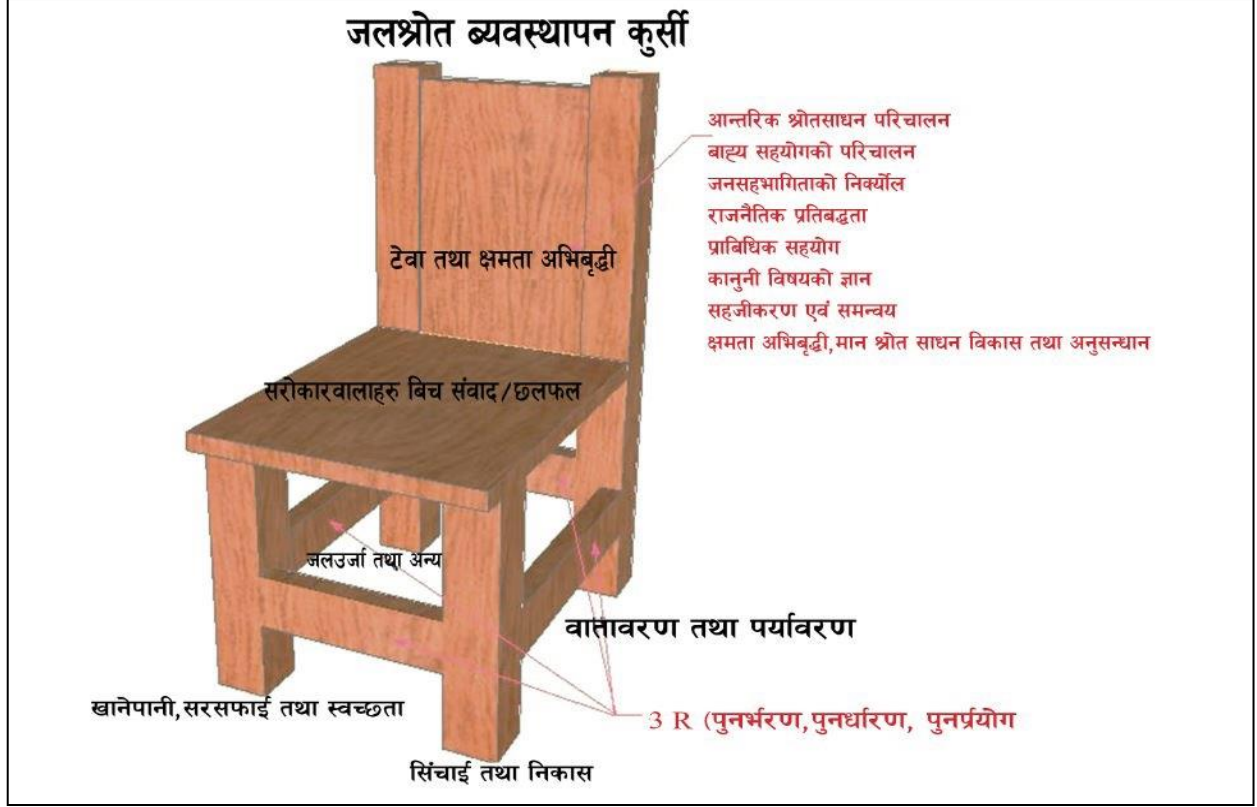 जलश्रोत ब्यवस्थापन कुर्सी
आन्तरिक श्रोतसाधन परिचालन
बाह्य सहयोगको परिचालन
जनसहभागिताको निर्क्योल
राजनैतिक प्रतिबद्धता
प्राबिधिक सहयोग
कानुनी विषयको ज्ञान
सहजीकरण एवं समन्वय
क्षमता अभिबृद्धी,मान श्रोत साधन विकास तथा अनुसन्धान
टेवा तथा क्षमता अभिबृद्धी
सरोकारवालाहरु बिच संवाद/छलफल
जलउर्जा तथा अन्य
वातावरण तथा पर्यावरण
खानेपानी,सरसफाई तथा स्वच्छता
3 R (पुनर्भरण,पुनर्धारण, पुनर्प्रयोग
सिंचाई तथा निकास